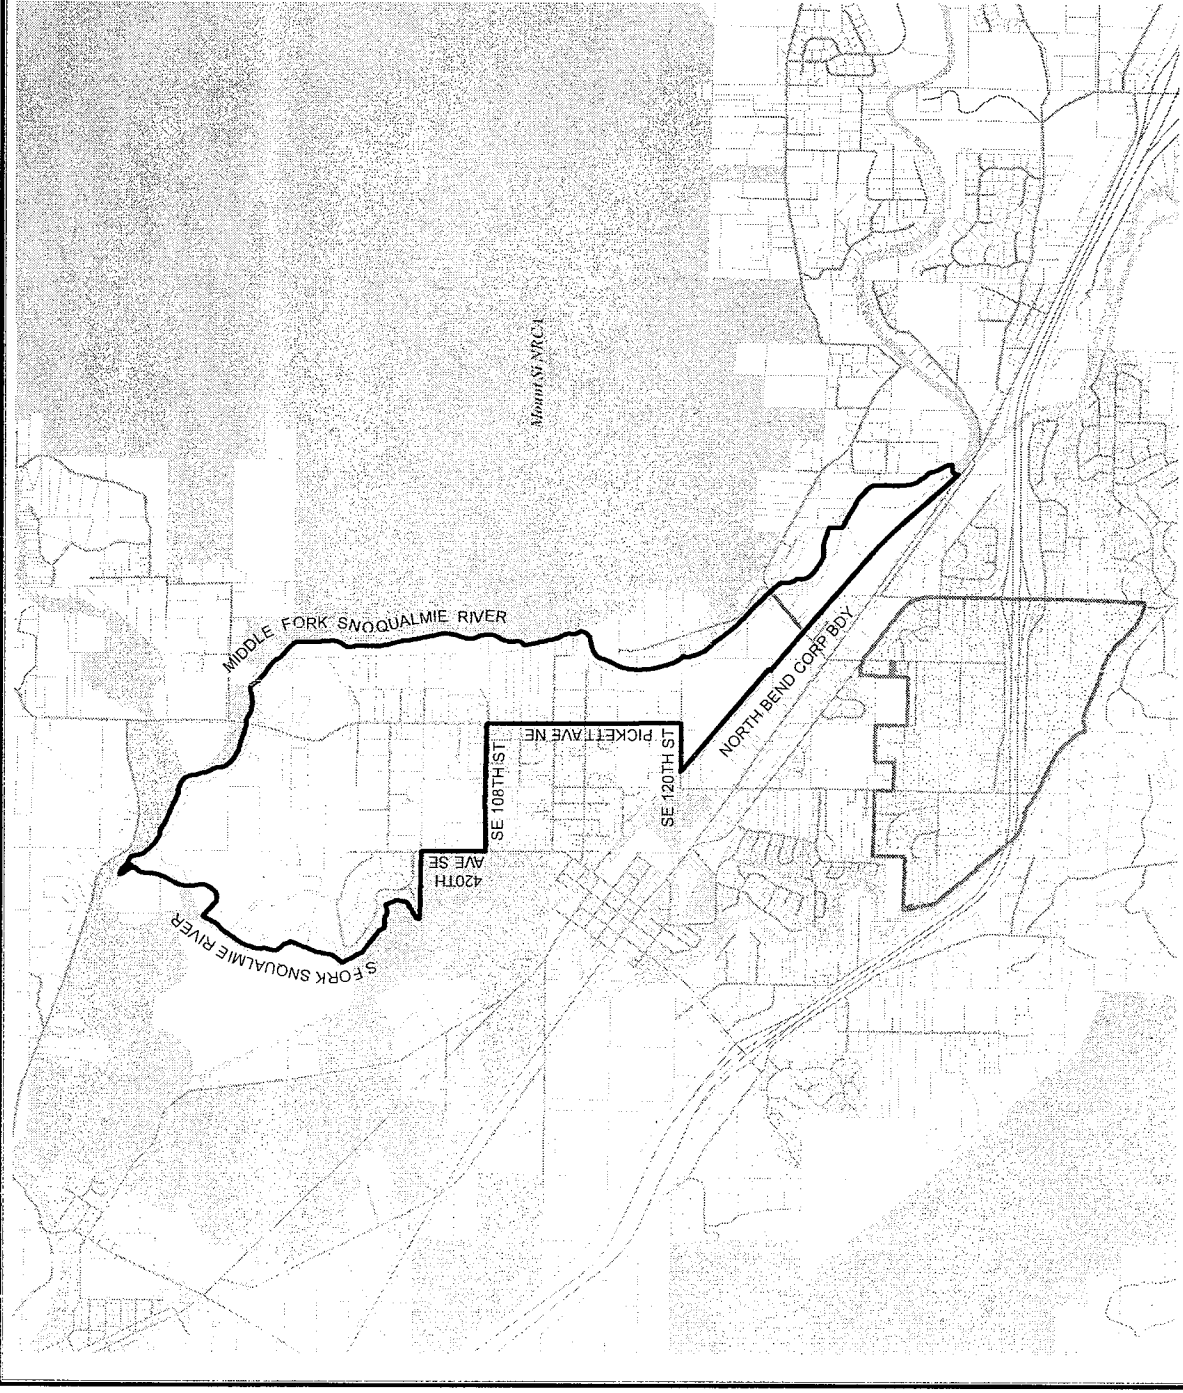 Mount Si NRCA
MIDDLE FORK SNOQUALMIE RIVER
S FORK SNQUALMIE RIVER
420TH
AVE SE
SE 108TH ST
PICKETT AVE NE
SE 120TH ST
NORTH BEND CORP BDY